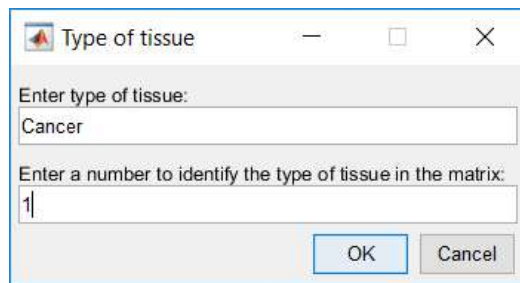 Type of tissue
Enter type of tissue:
Cancer
Enter a number to identify the type of tissue in the matrix:
1
OK Cancel